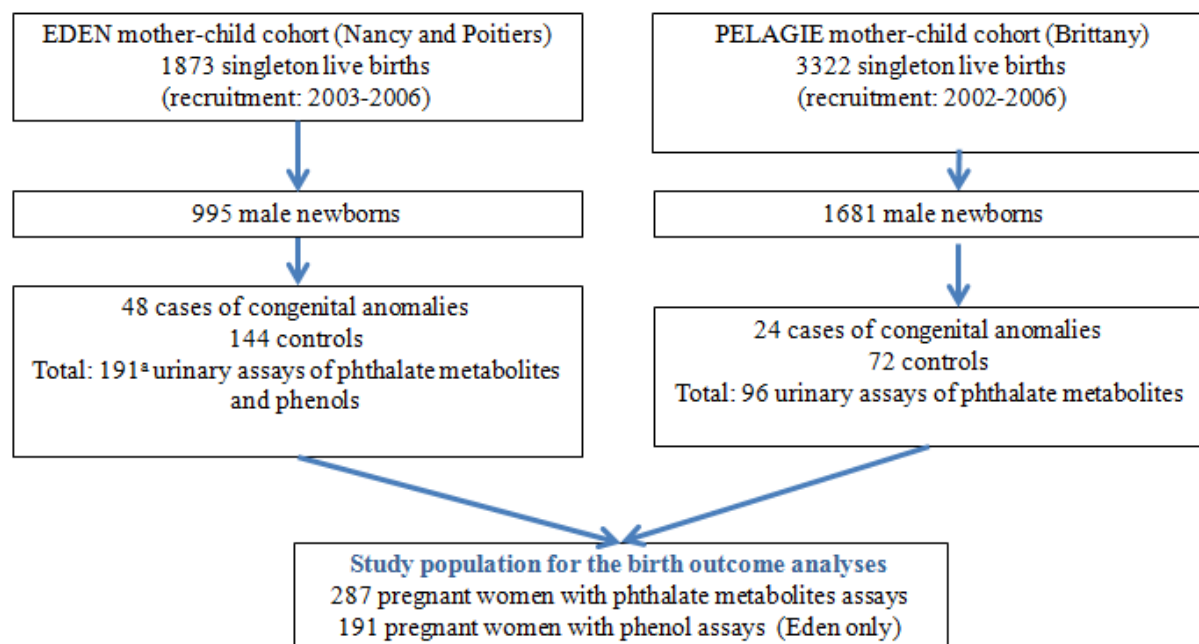 EDEN mother-child cohort (Nancy and Poitiers)
1873 singleton live births
(recruitment: 2003-2006)
PELAGIE mother-child cohort (Brittany)
3322 singleton live births
(recruitment: 2002-2006)
995 male newborns
1681 male newborns
48 cases of congenital anomalies
144 controls
Total: 191ª urinary assays of phthalate metabolites
and phenols
24 cases of congenital anomalies
72 controls
Total: 96 urinary assays of phthalate metabolites
Study population for the birth outcome analyses
287 pregnant women with phthalate metabolites assays
191 pregnant women with phenol assays (Eden only)